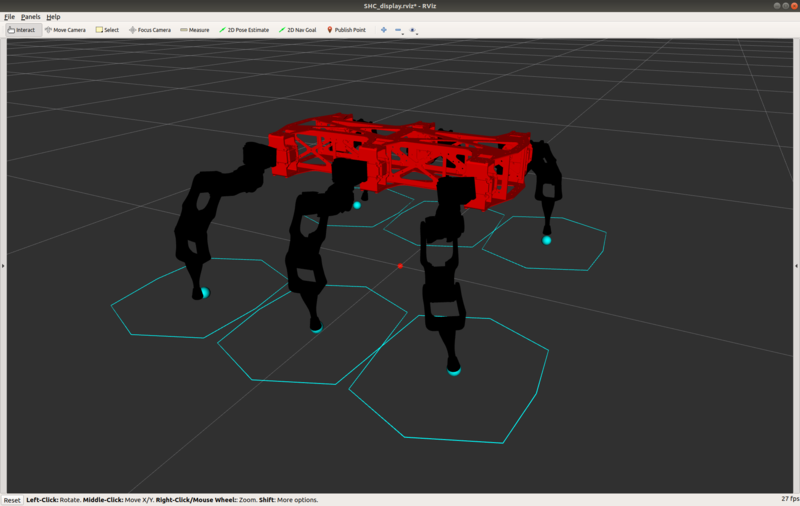 SHC_display.rviz* - RViz
File Panels Help
Interact Move Camera Select Focus Camera Measure 2D Pose Estimate 2D Nav Goal Publish Point
Reset Left-Click: Rotate. Middle-Click: Move X/Y. Right-Click/Mouse Wheel:: Zoom. Shift: More options. 27 fps